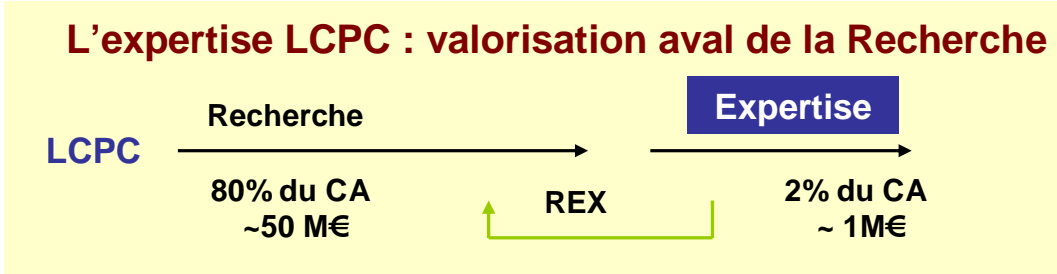 L'expertise LCPC : valorisation aval de la Recherche
Recherche
Expertise
LCPC
80% du CA
~50 M€
REX
2% du CA
~ 1M€